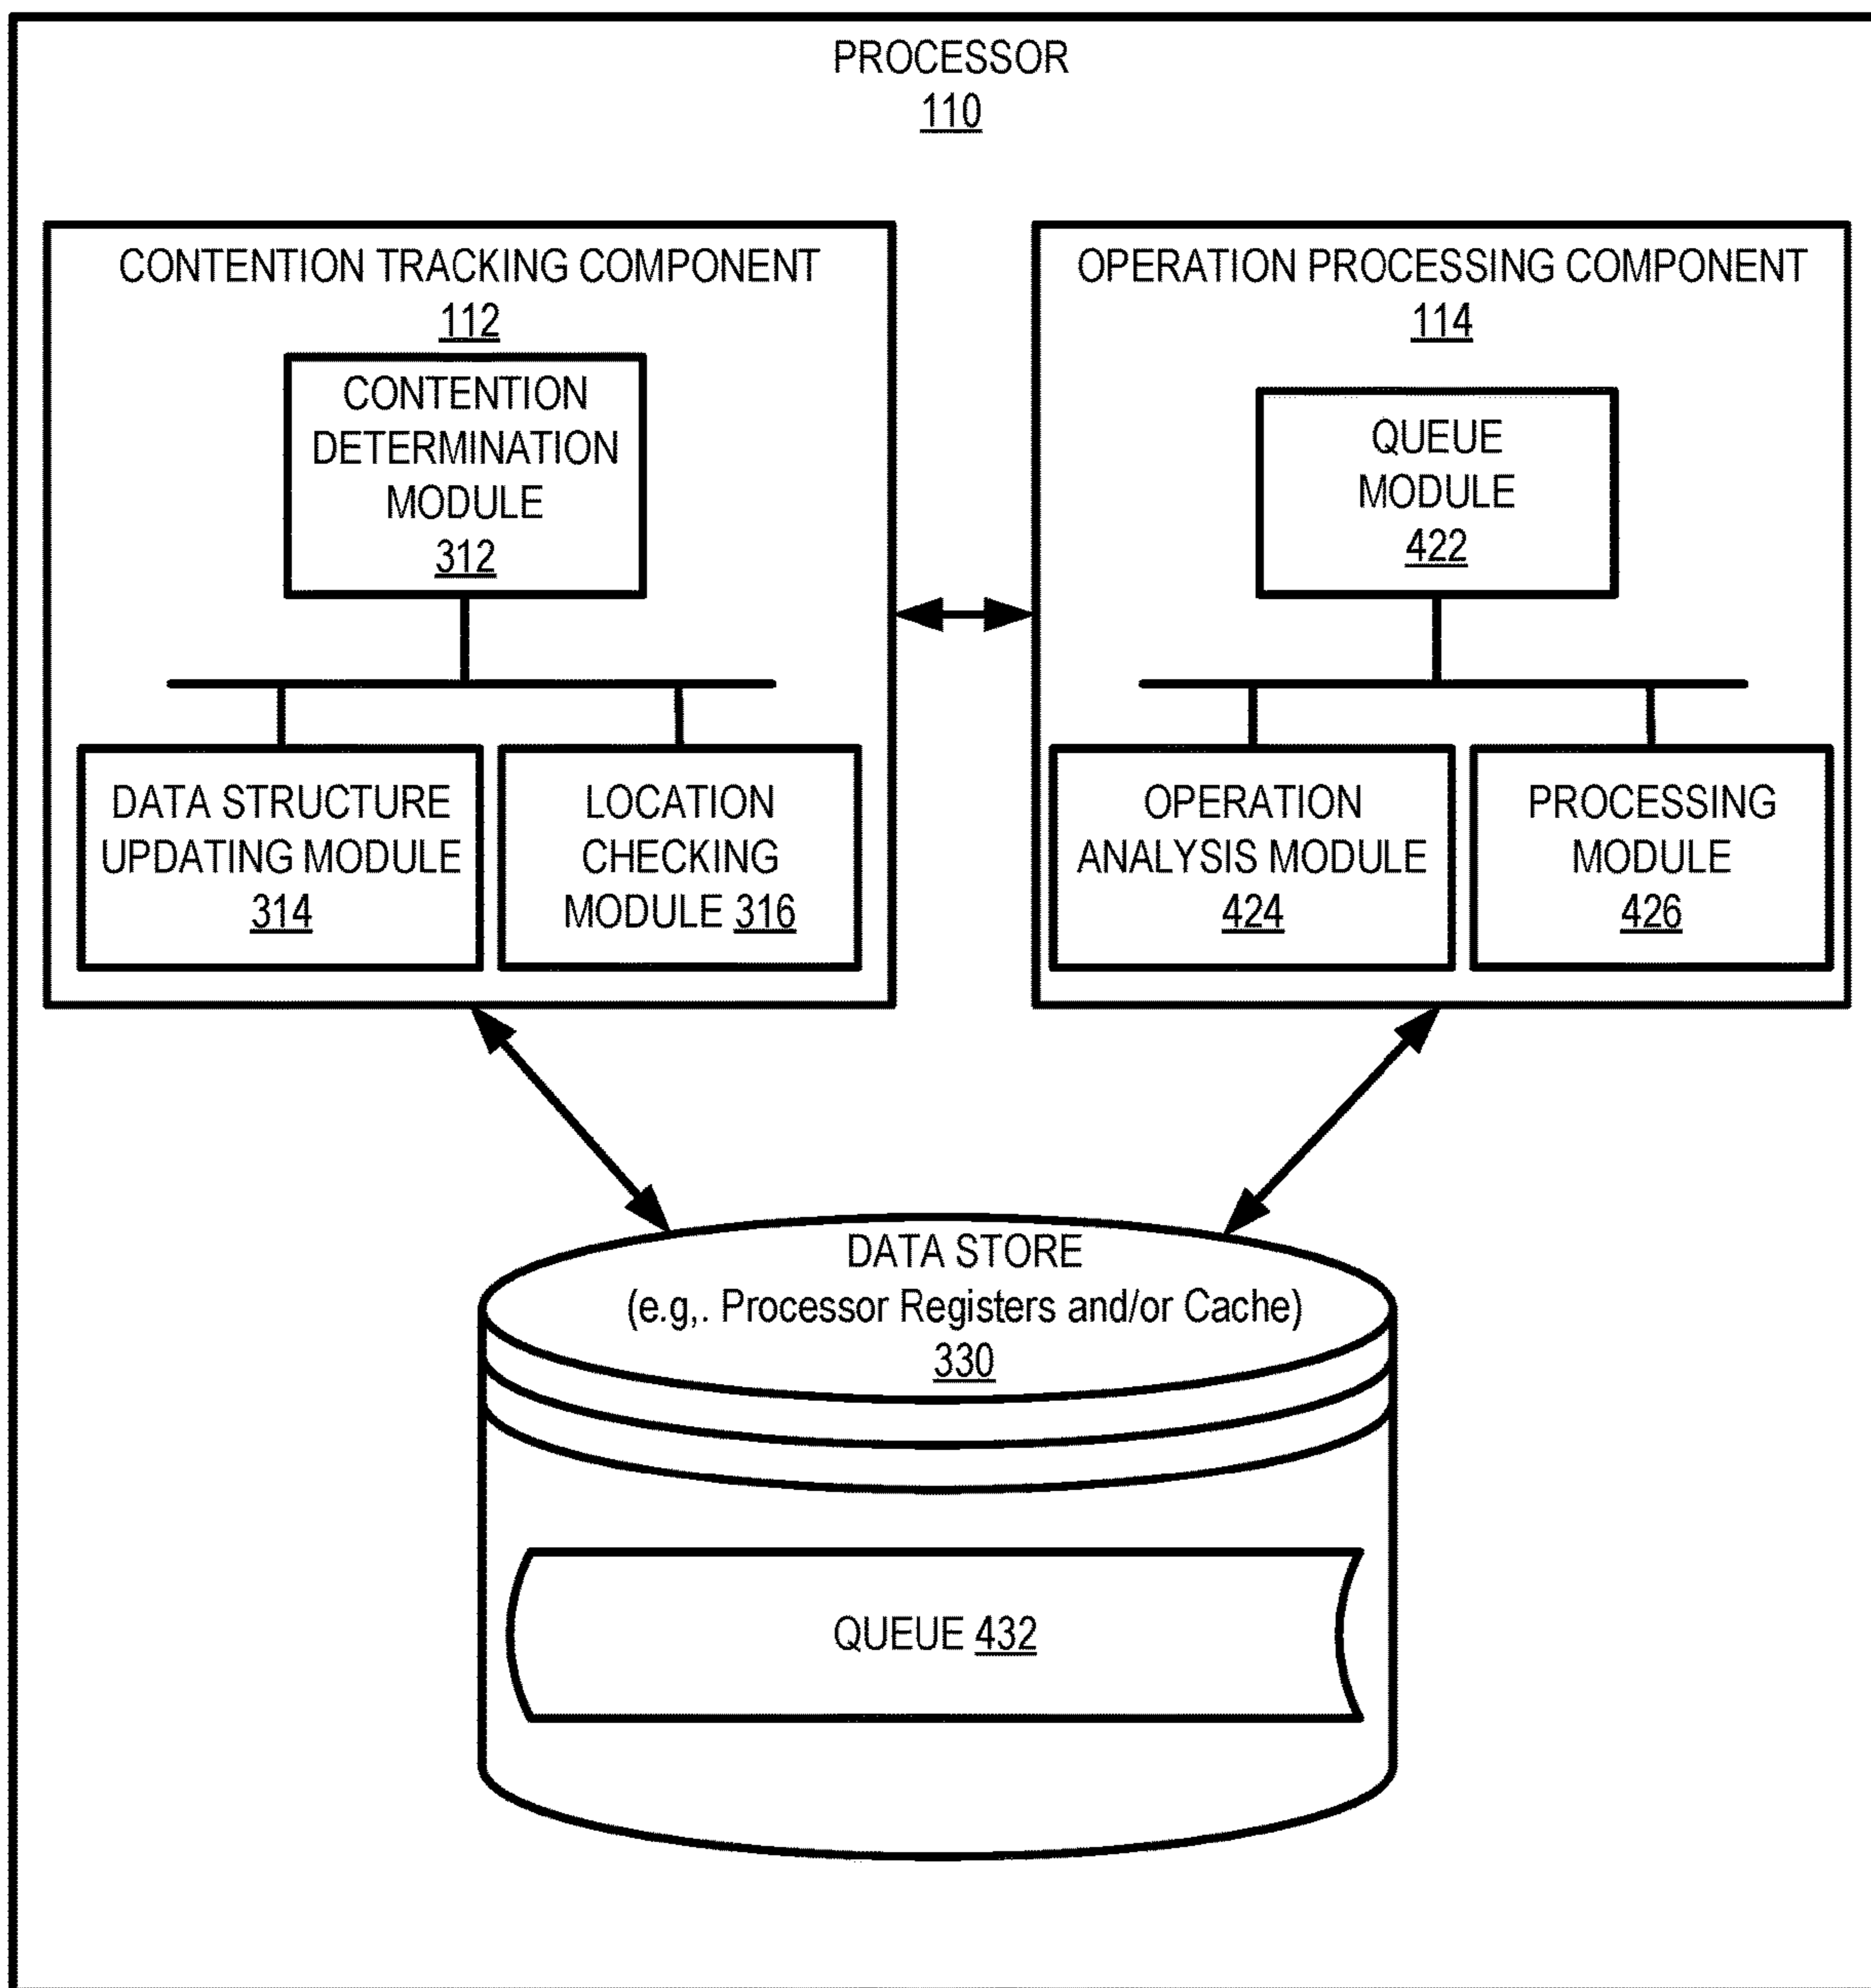 PROCESSOR
110
CONTENTION TRACKING COMPONENT
112
CONTENTION
DETERMINATION
MODULE
312
DATA STRUCTURE
UPDATING MODULE
314
LOCATION
CHECKING
MODULE 316
OPERATION PROCESSING COMPONENT
114
QUEUE
MODULE
422
OPERATION
ANALYSIS MODULE
424
PROCESSING
MODULE
426
DATA STORE
(e.g,. Processor Registers and/or Cache)
330
QUEUE 432